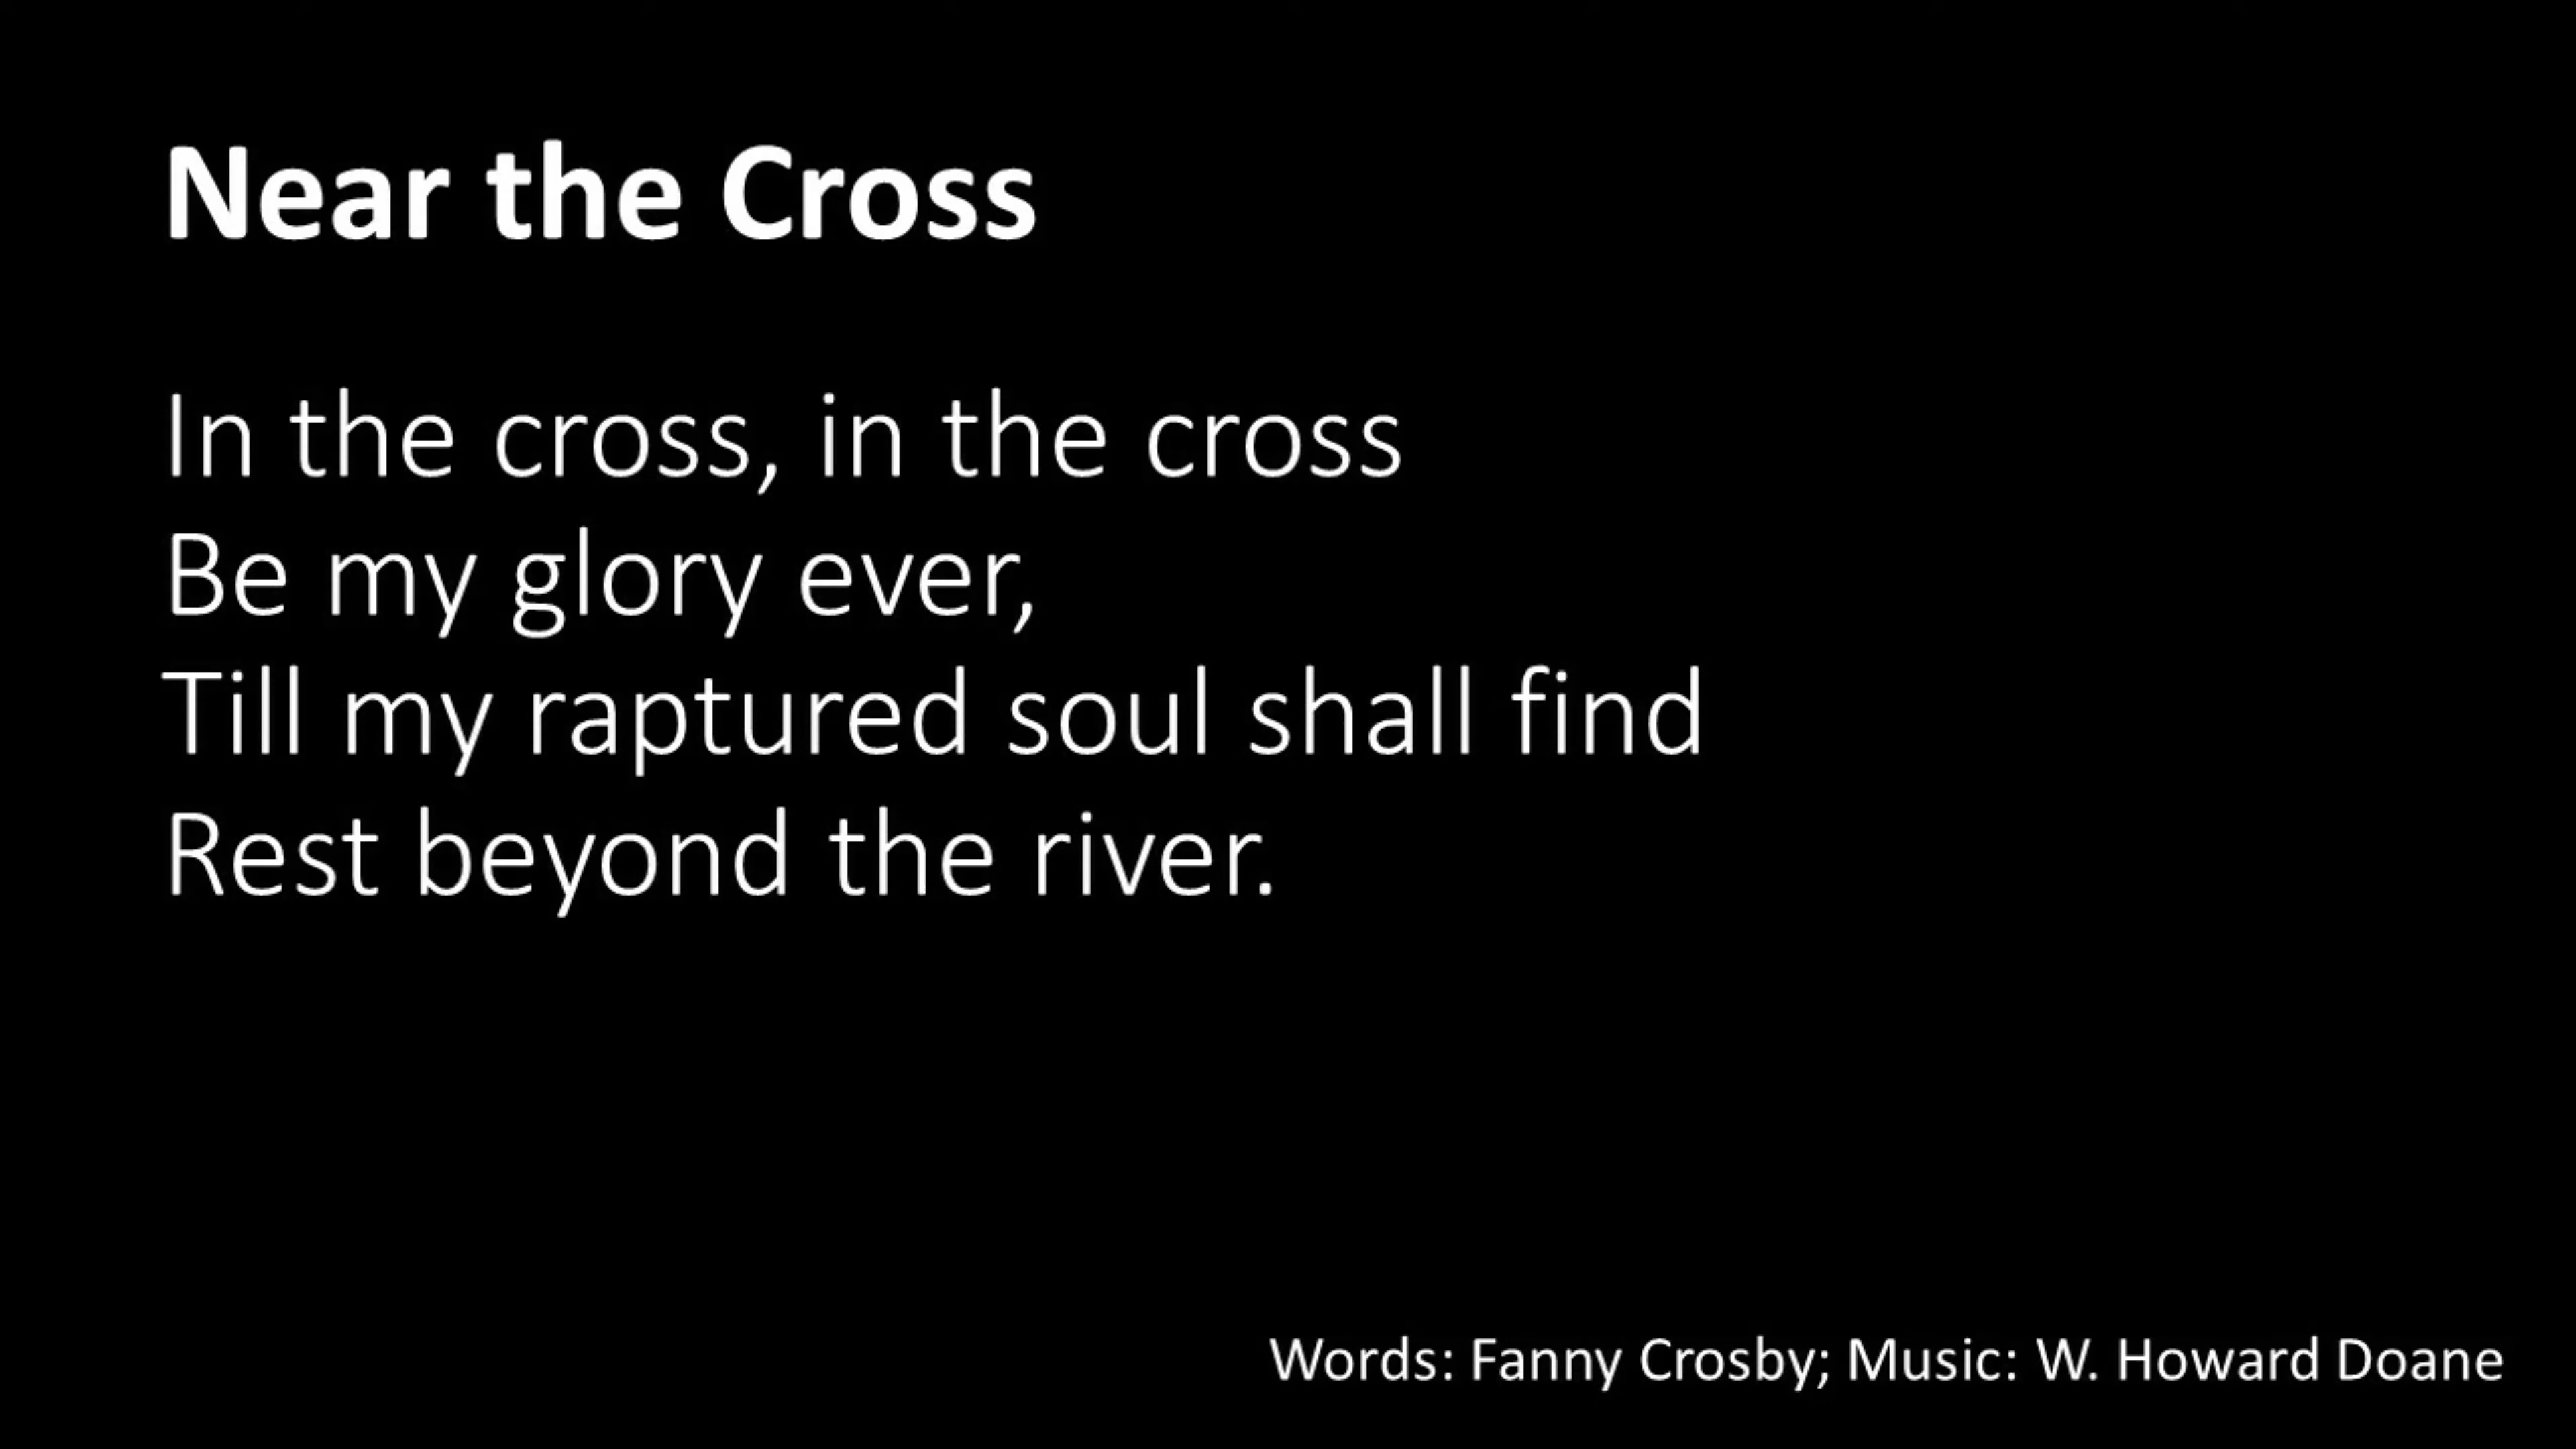 Near the Cross
In the cross, in the cross
Be my glory ever,
Till my raptured soul shall find
Rest beyond the river.
Words: Fanny Crosby; Music: W. Howard Doane